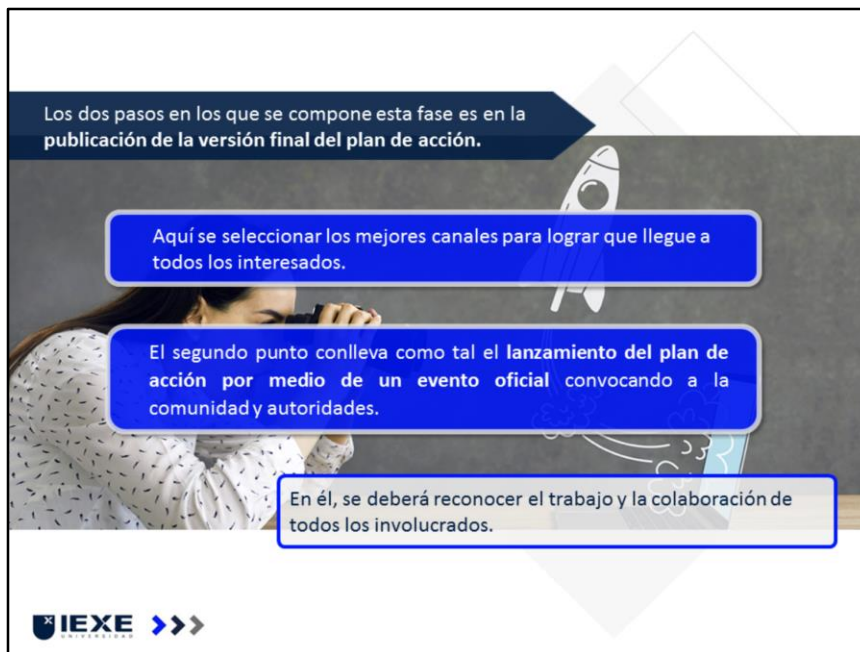 Los dos pasos en los que se compone esta fase es en la
publicación de la versión final del plan de acción.
Aquí se seleccionar los mejores canales para lograr que llegue a
todos los interesados.
El segundo punto conlleva como tal el lanzamiento del plan de
acción por medio de un evento oficial convocando a la
comunidad y autoridades.
En él, se deberá reconocer el trabajo y la colaboración de
todos los involucrados.
IEXE
UNIVERSIDAD